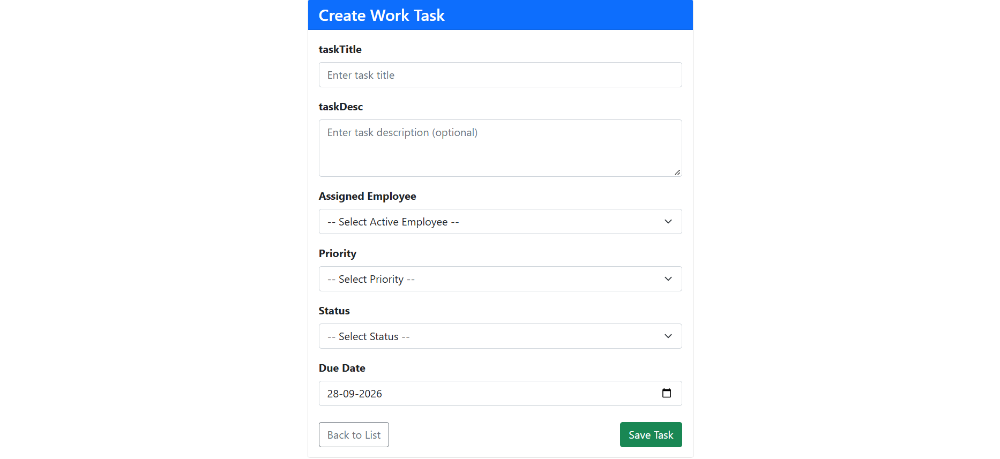 Create Work Task
taskTitle
Enter task title
taskDesc
Enter task description (optional)
Assigned Employee
-- Select Active Employee --
Priority
-- Select Priority --
Status
-- Select Status --
Due Date
28-09-2026
Back to List
Save Task